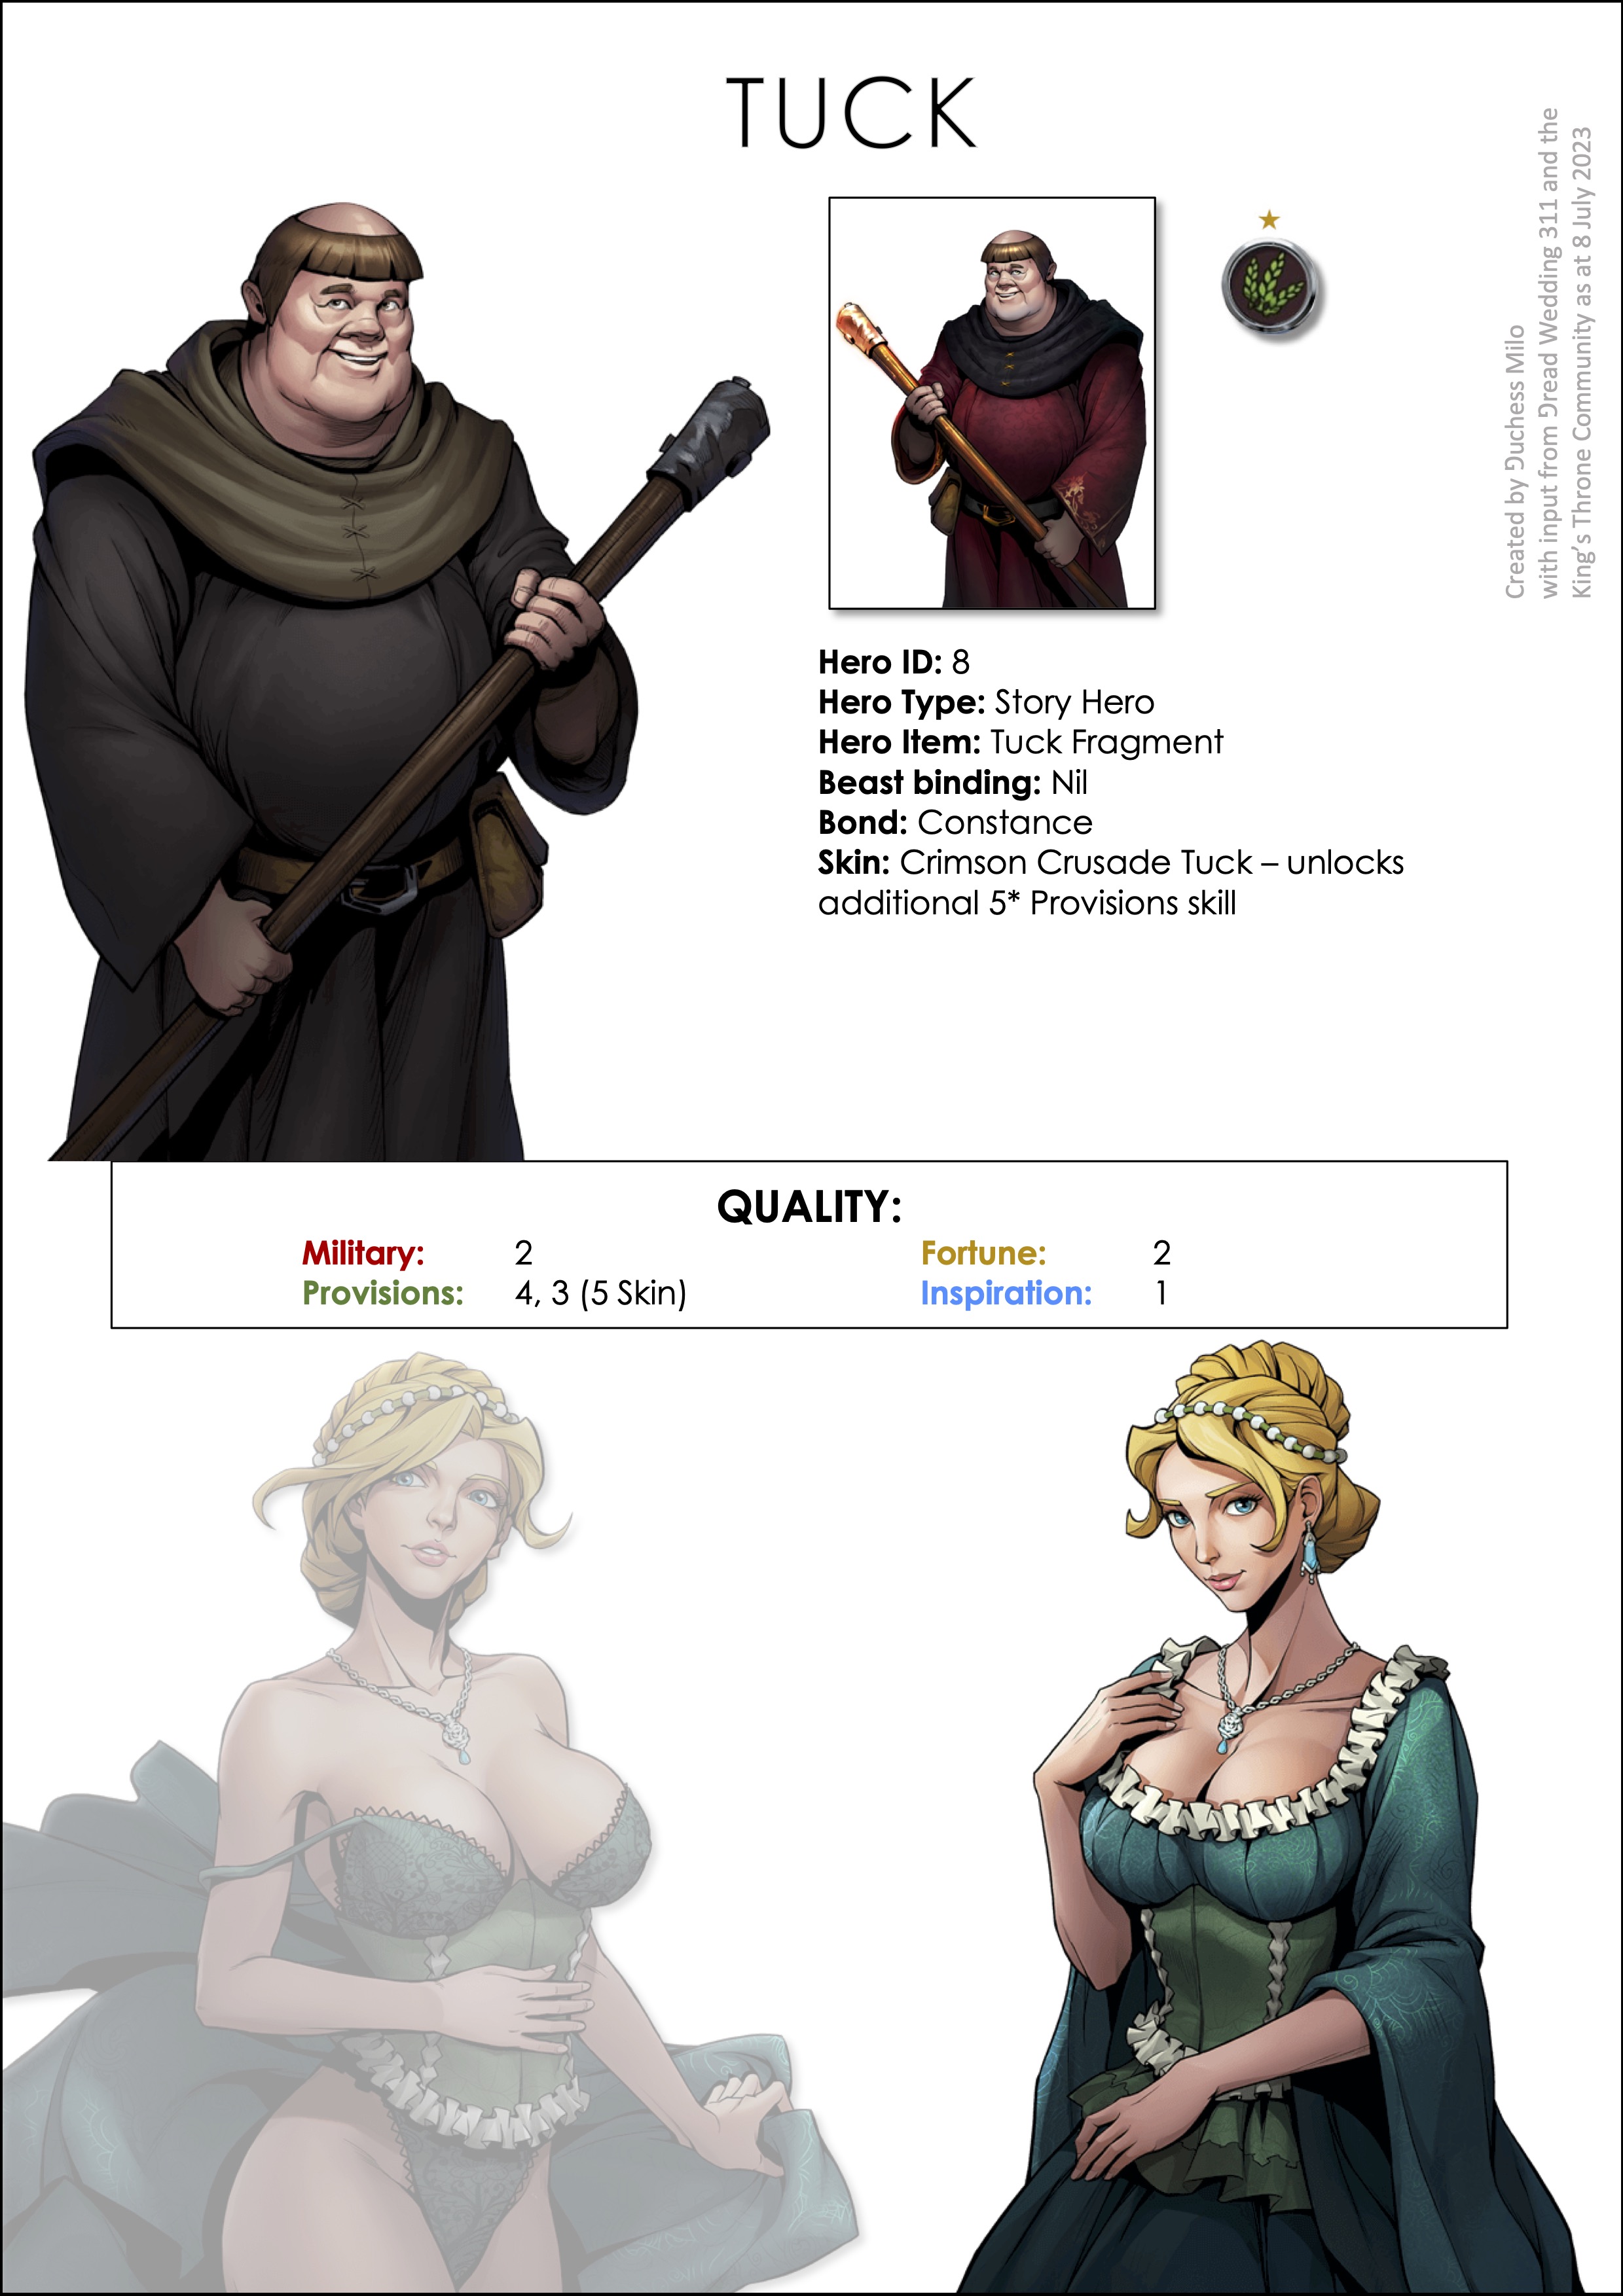 TUCK
Created by Duchess Milo
with input from Dread Wedding 311 and the
King's Throne Community as at 8 July 2023
Hero ID: 8
Hero Type: Story Hero
Hero Item: Tuck Fragment
Beast binding: Nil
Bond: Constance
Skin: Crimson Crusade Tuck – unlocks
additional 5* Provisions skill
QUALITY:
Military: 2 Fortune: 2
Provisions: 4, 3 (5 Skin) Inspiration: 1